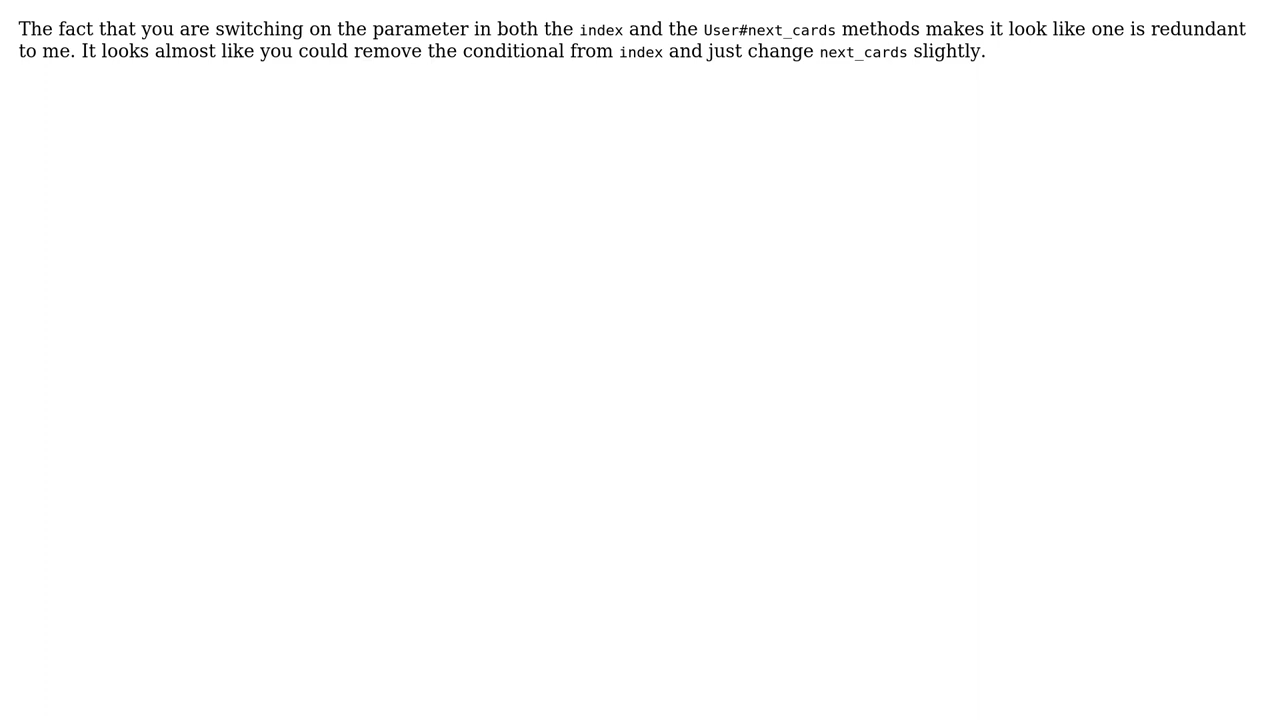 The fact that you are switching on the parameter in both the index and the User#next_cards methods makes it look like one is redundant
to me. It looks almost like you could remove the conditional from index and just change next_cards slightly.